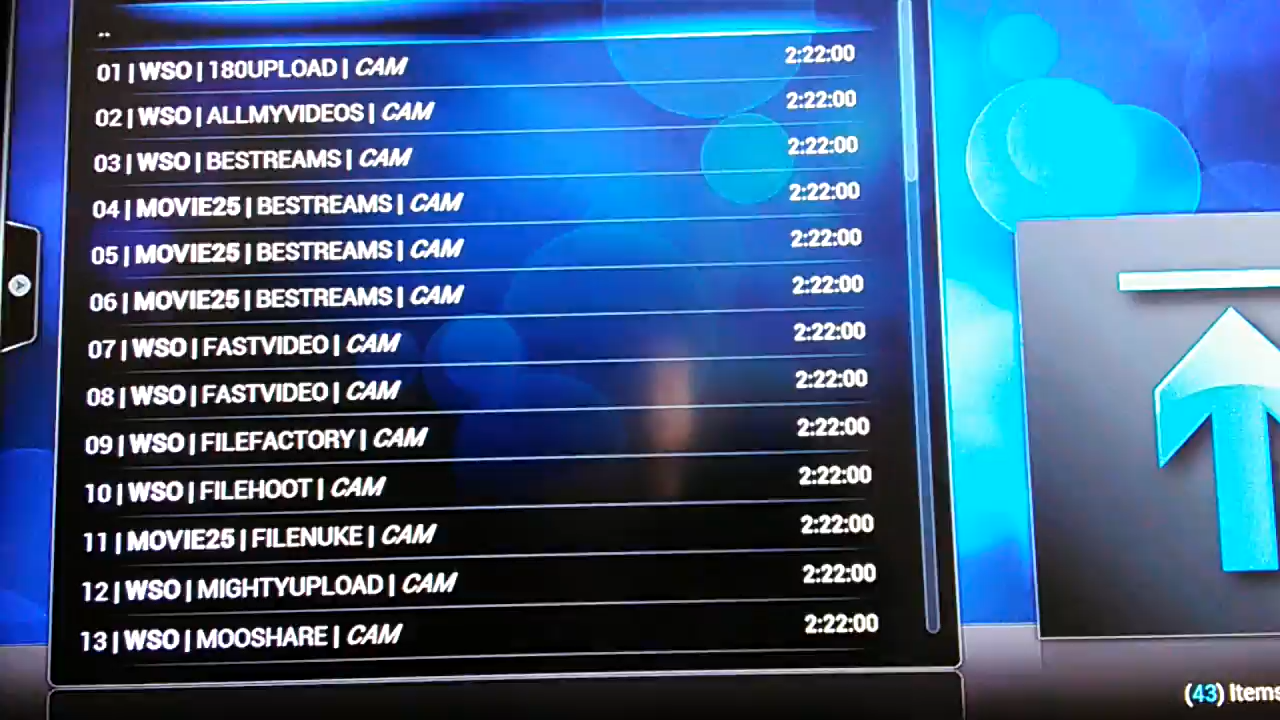 ..
01 | WSO | 180UPLOAD | CAM 2:22:00
02 | WSO | ALLMYVIDEOS | CAM 2:22:00
03 | WSO | BESTREAMS | CAM 2:22:00
04 | MOVIE25 | BESTREAMS | CAM 2:22:00
05 | MOVIE25 | BESTREAMS | CAM 2:22:00
06 | MOVIE25 | BESTREAMS | CAM 2:22:00
07 | WSO | FASTVIDEO | CAM 2:22:00
08 | WSO | FASTVIDEO | CAM 2:22:00
09 | WSO | FILEFACTORY | CAM 2:22:00
10 | WSO | FILEHOOT | CAM 2:22:00
11 | MOVIE25 | FILENUKE | CAM 2:22:00
12 | WSO | MIGHTYUPLOAD | CAM 2:22:00
13 | WSO | MOOSHARE | CAM 2:22:00
(43) Items